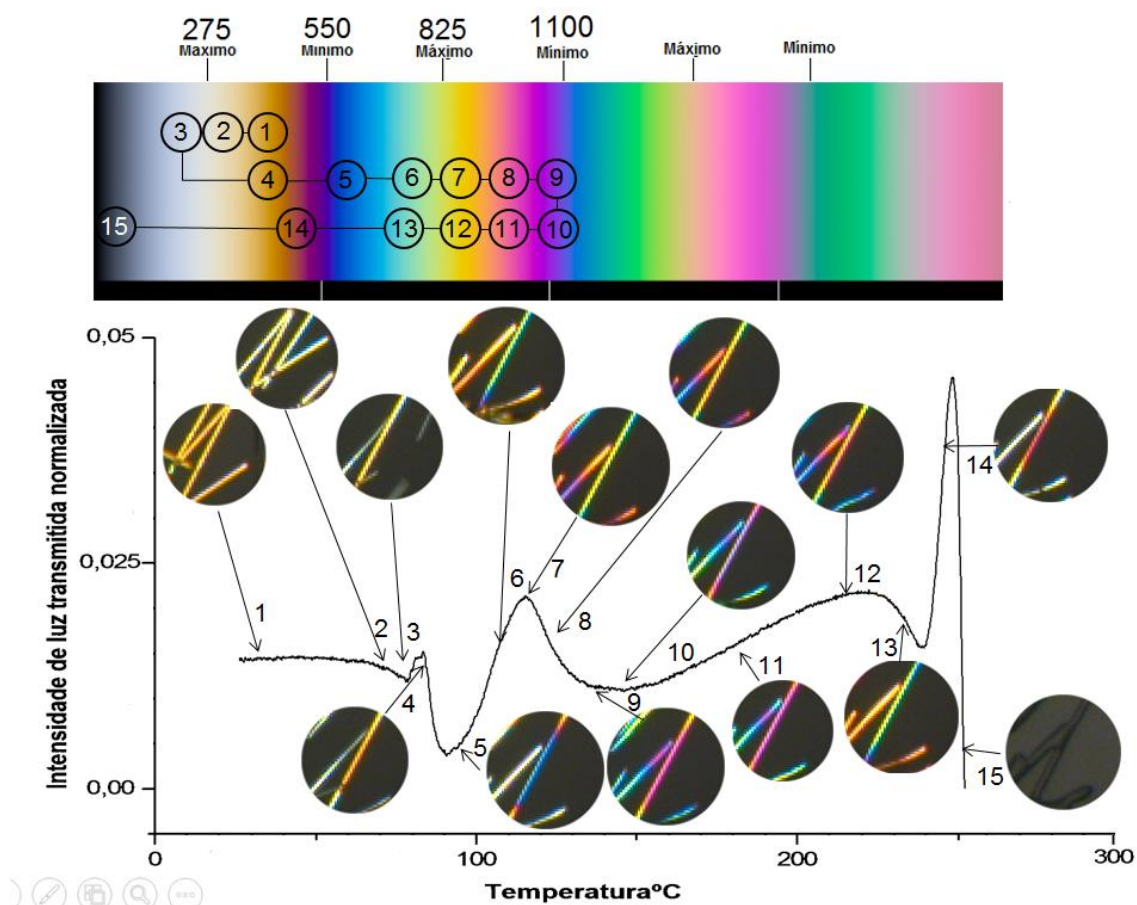 275 550 825 1100
Maximo Mínimo Máximo Mínimo Máximo Mínimo
3 2 1
4 5 6 7 8 9
15 14 13 12 11 10
0,05
0,025
0,00
Intensidade de luz transmitida normalizada
1 2 3 4 5 6 7 8 9 10 11 12 13 14 15
0 100 200 300
TemperaturaºC